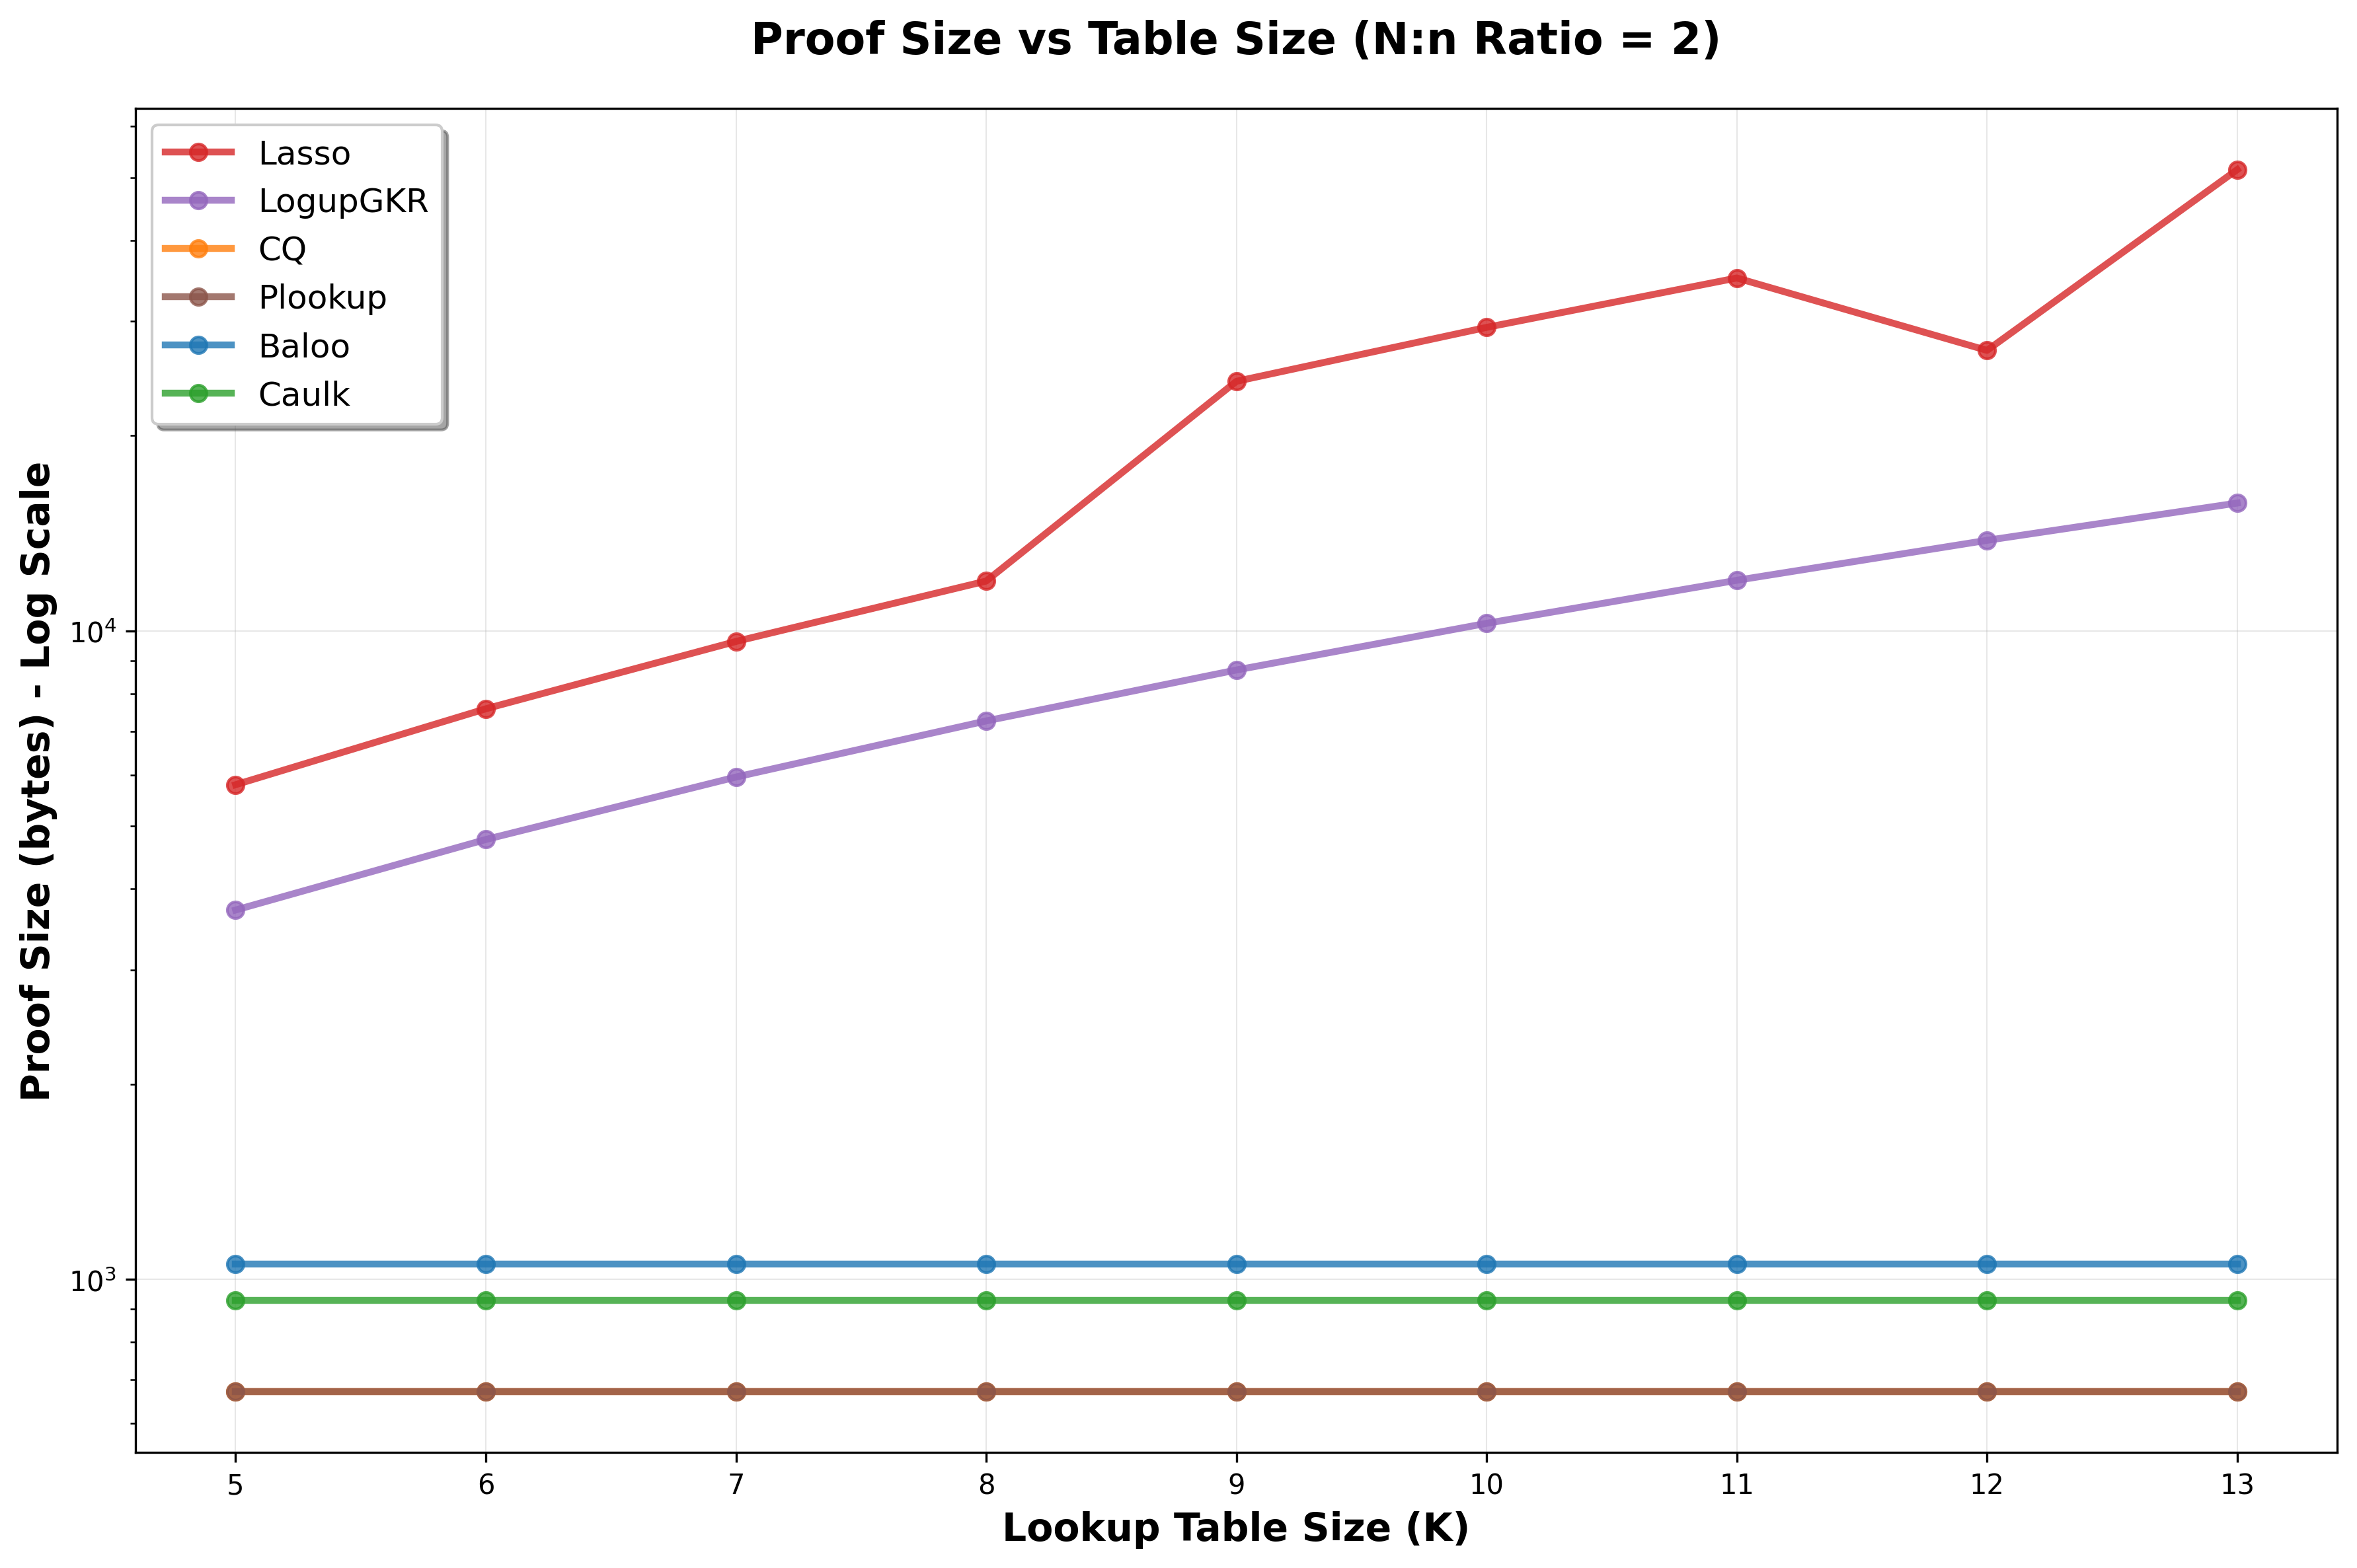 Proof Size vs Table Size (N:n Ratio = 2)
Lasso
LogupGKR
CQ
Plookup
Baloo
Caulk
Proof Size (bytes) - Log Scale
10⁴
10³
5 6 7 8 9 10 11 12 13
Lookup Table Size (K)